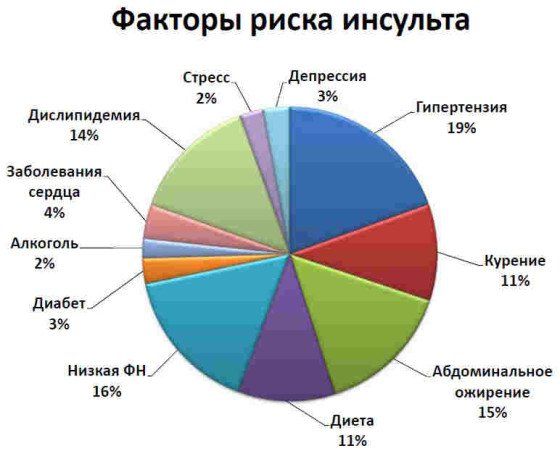 Факторы риска инсульта
Стресс
2%
Депрессия
3%
Гипертензия
19%
Дислипидемия
14%
Заболевания
сердца
4%
Алкоголь
2%
Курение
11%
Диабет
3%
Низкая ФН
16%
Абдоминальное
ожирение
15%
Диета
11%